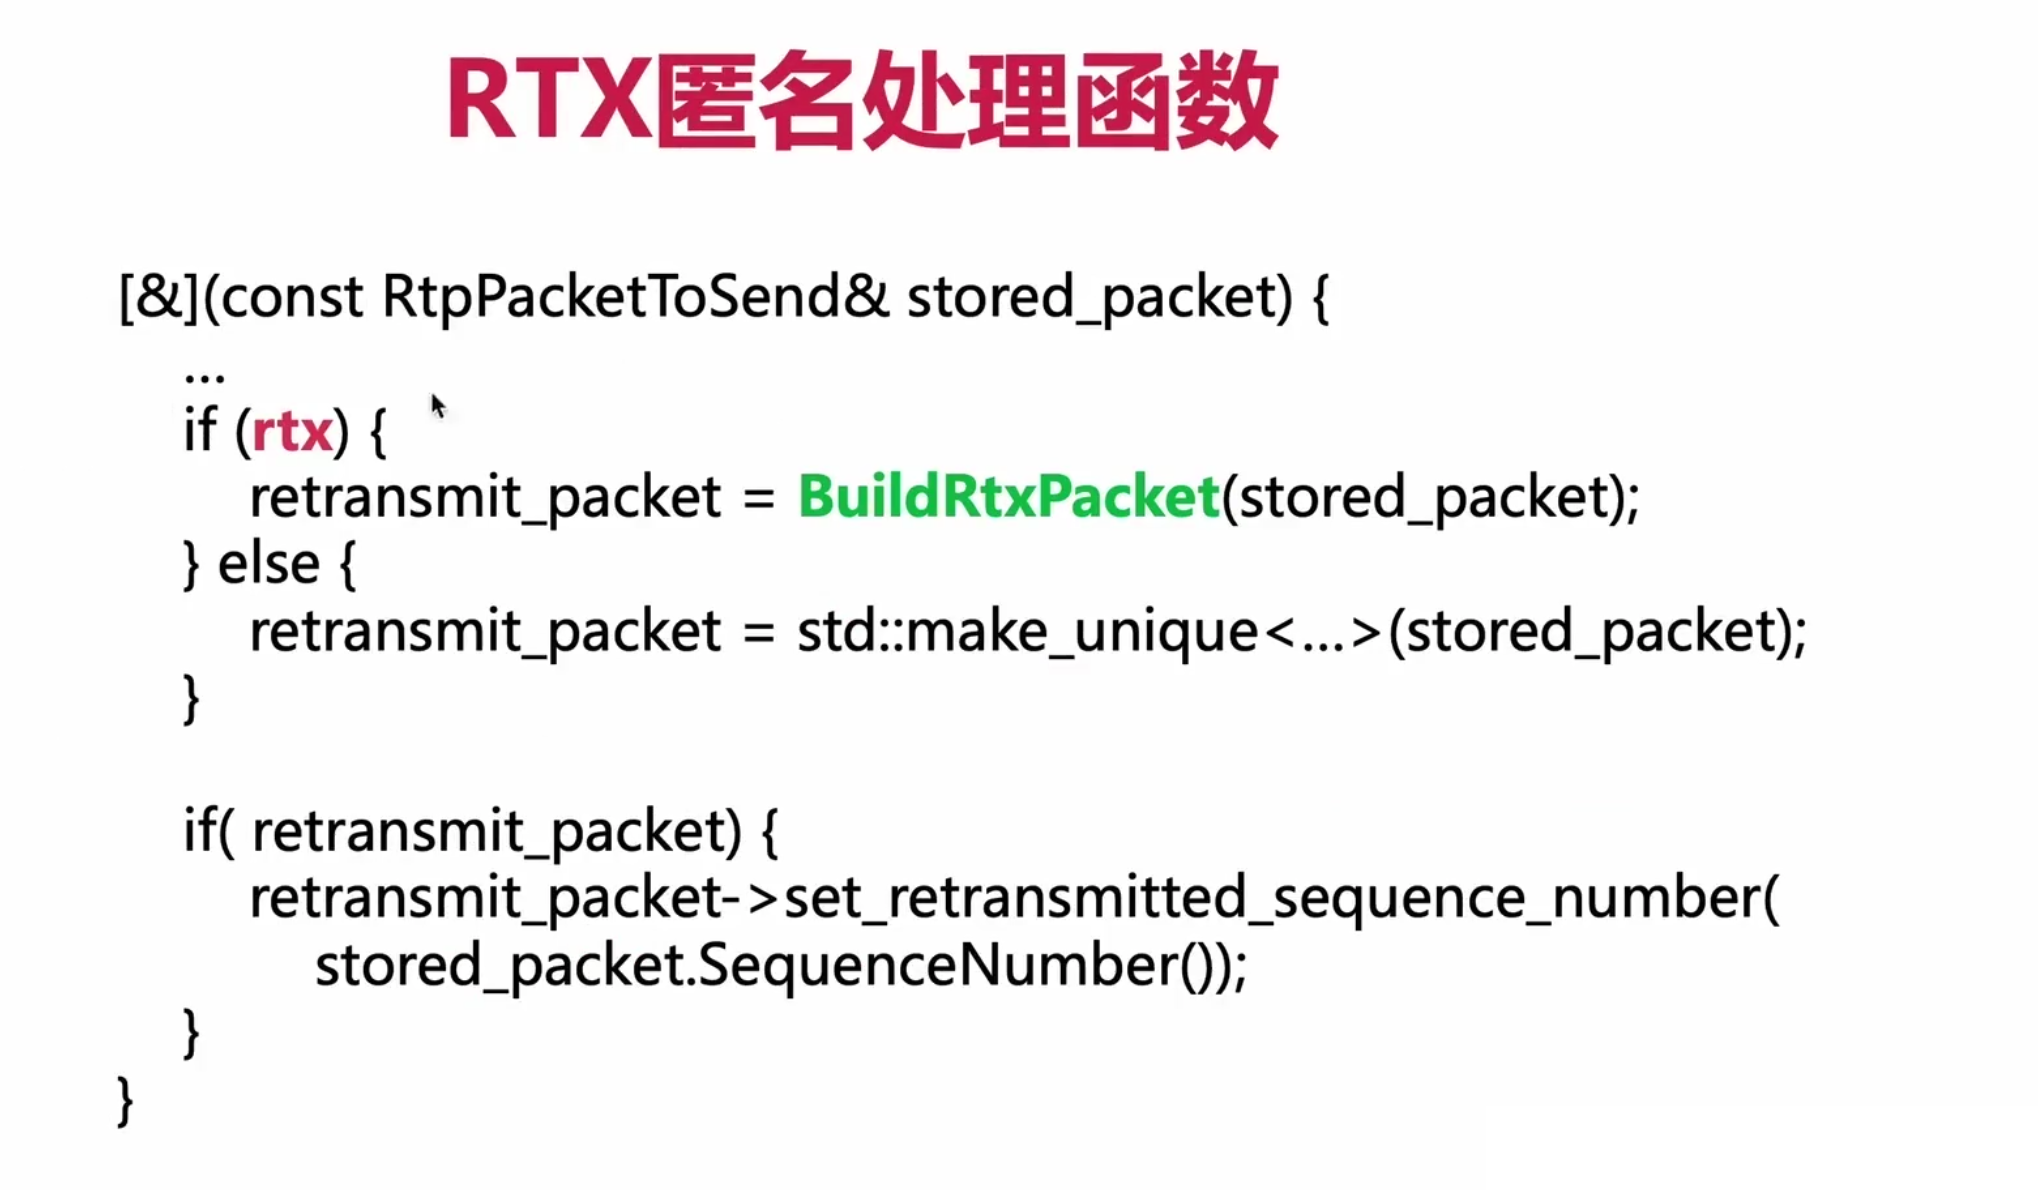 RTX匿名处理函数
[&](const RtpPacketToSend& stored_packet) {
...
if (rtx) {
retransmit_packet = BuildRtxPacket(stored_packet);
} else {
retransmit_packet = std::make_unique<...>(stored_packet);
}
if( retransmit_packet) {
retransmit_packet->set_retransmitted_sequence_number(
stored_packet.SequenceNumber());
}
}